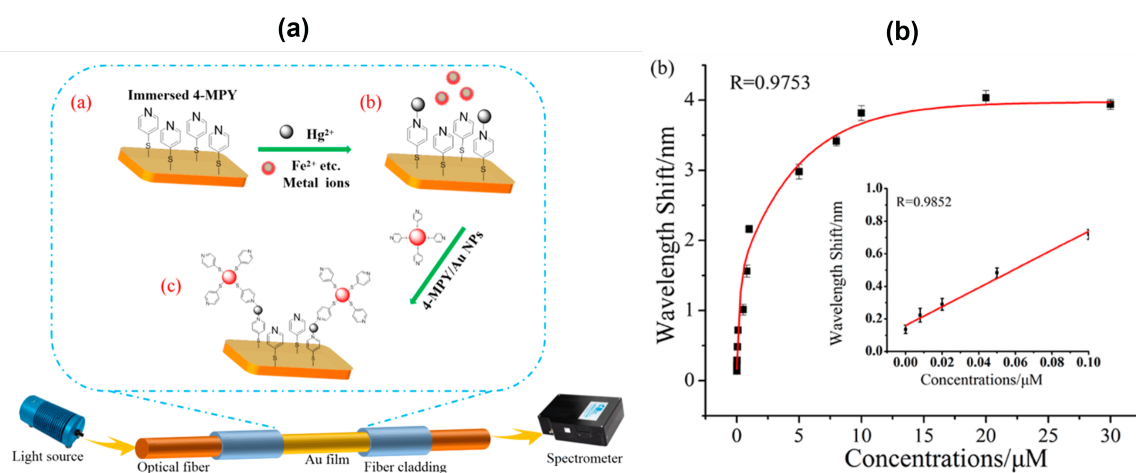 (a)
(b)
(a)
Immersed 4-MPY
(b)
N N N N
S S S S
Hg²⁺
Fe²⁺ etc.
Metal ions
4-MPY/Au NPs
(c)
Light source
Optical fiber
Au film
Fiber cladding
Spectrometer
(b)
R=0.9753
Wavelength Shift/nm
4
3
2
1
0
0 5 10 15 20 25 30
Concentrations/μM
R=0.9852
Wavelength Shift/nm
1.0
0.8
0.6
0.4
0.2
0.0
0.00 0.02 0.04 0.06 0.08 0.10
Concentrations/μM